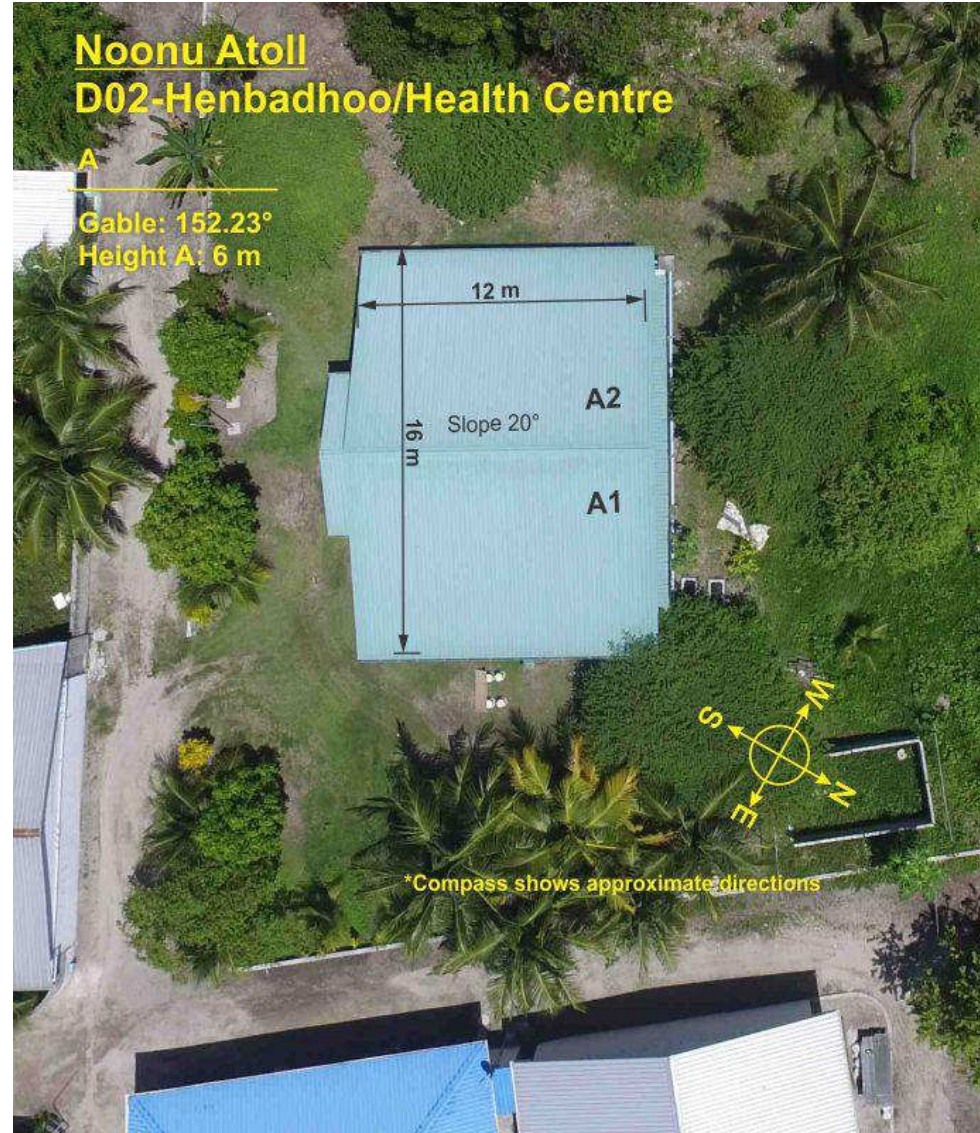 Noonu Atoll
D02-Henbadhoo/Health Centre
A
Gable: 152.23°
Height A: 6 m
12 m
A2
Slope 20°
16 m
A1
W
S
N
E
*Compass shows approximate directions